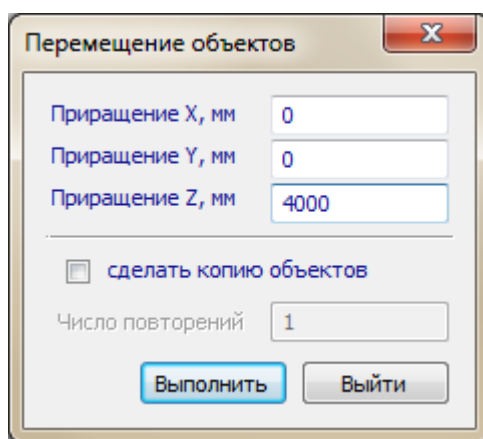 Перемещение объектов
Приращение X, мм 0
Приращение Y, мм 0
Приращение Z, мм 4000
сделать копию объектов
Число повторений 1
Выполнить Выйти